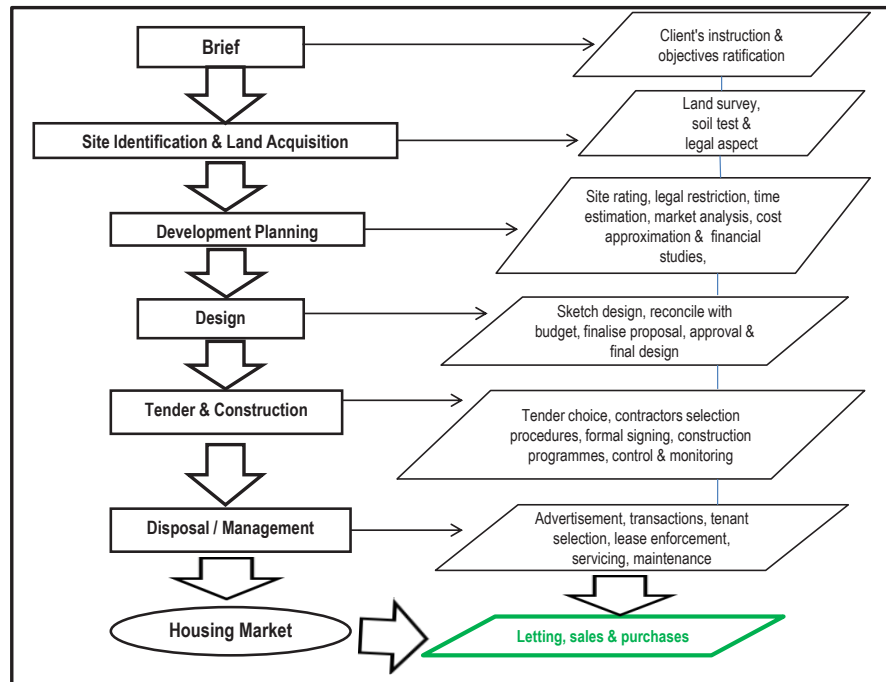 Brief
Client's instruction &
objectives ratification
Site Identification & Land Acquisition
Land survey,
soil test &
legal aspect
Development Planning
Site rating, legal restriction, time
estimation, market analysis, cost
approximation & financial
studies,
Design
Sketch design, reconcile with
budget, finalise proposal, approval &
final design
Tender & Construction
Tender choice, contractors selection
procedures, formal signing, construction
programmes, control & monitoring
Disposal / Management
Advertisement, transactions, tenant
selection, lease enforcement,
servicing, maintenance
Housing Market
Letting, sales & purchases